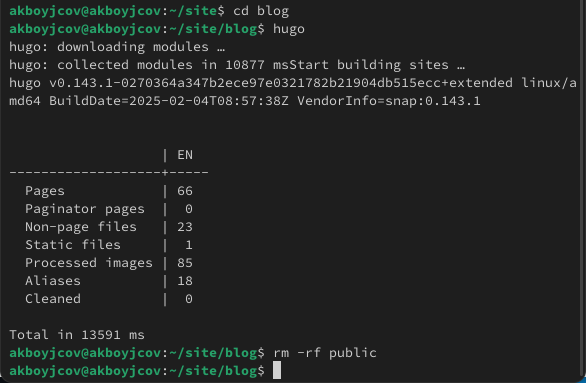 akboyjcov@akboyjcov:~/site$ cd blog
akboyjcov@akboyjcov:~/site/blog$ hugo
hugo: downloading modules …
hugo: collected modules in 10877 msStart building sites …
hugo v0.143.1-0270364a347b2ece97e0321782b21904db515ecc+extended linux/a
md64 BuildDate=2025-02-04T08:57:38Z VendorInfo=snap:0.143.1
                   | EN
-------------------+-----
  Pages            | 66
  Paginator pages  |  0
  Non-page files   | 23
  Static files     |  1
  Processed images | 85
  Aliases          | 18
  Cleaned          |  0
Total in 13591 ms
akboyjcov@akboyjcov:~/site/blog$ rm -rf public
akboyjcov@akboyjcov:~/site/blog$